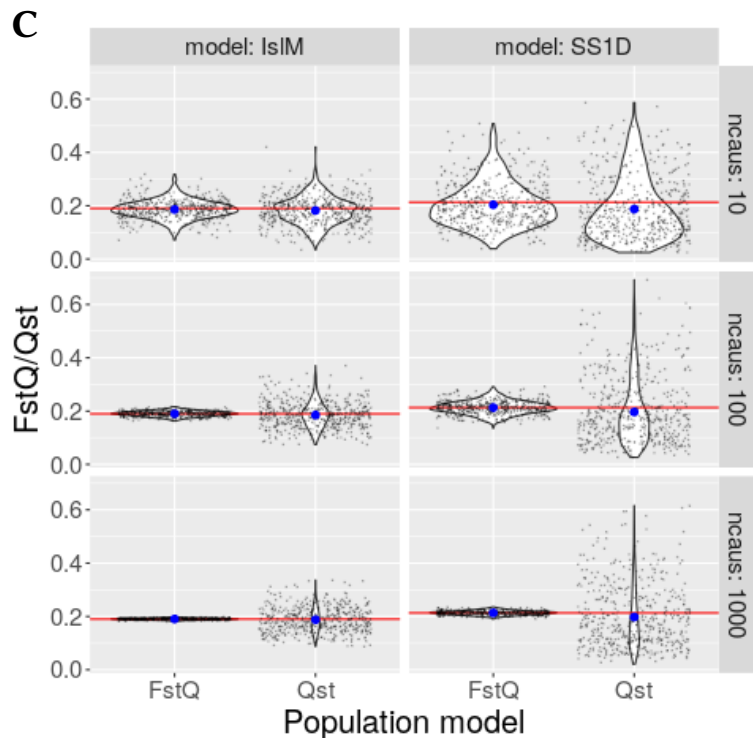 C
model: IslM
model: SS1D
0.6
0.4
0.2
0.0
ncaus: 10
0.6
0.4
0.2
0.0
ncaus: 100
0.6
0.4
0.2
0.0
ncaus: 1000
FstQ/Qst
FstQ
Qst
FstQ
Qst
Population model